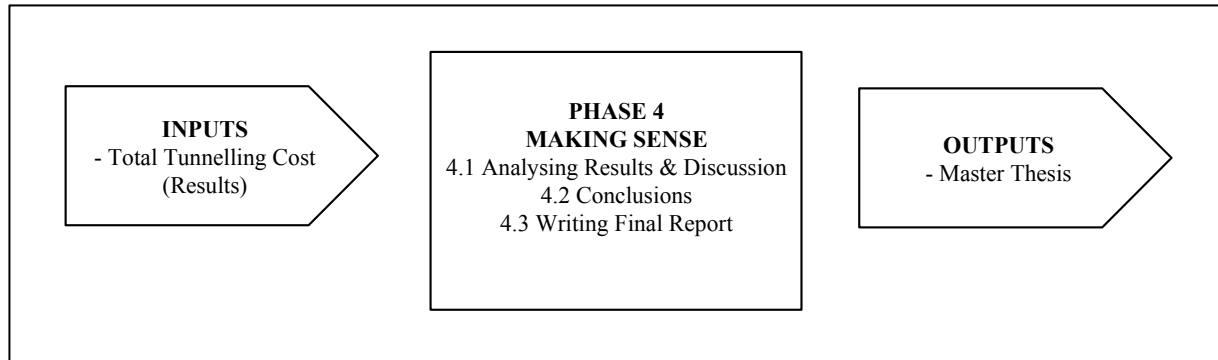 INPUTS
- Total Tunnelling Cost
(Results)
PHASE 4
MAKING SENSE
4.1 Analysing Results & Discussion
4.2 Conclusions
4.3 Writing Final Report
OUTPUTS
- Master Thesis